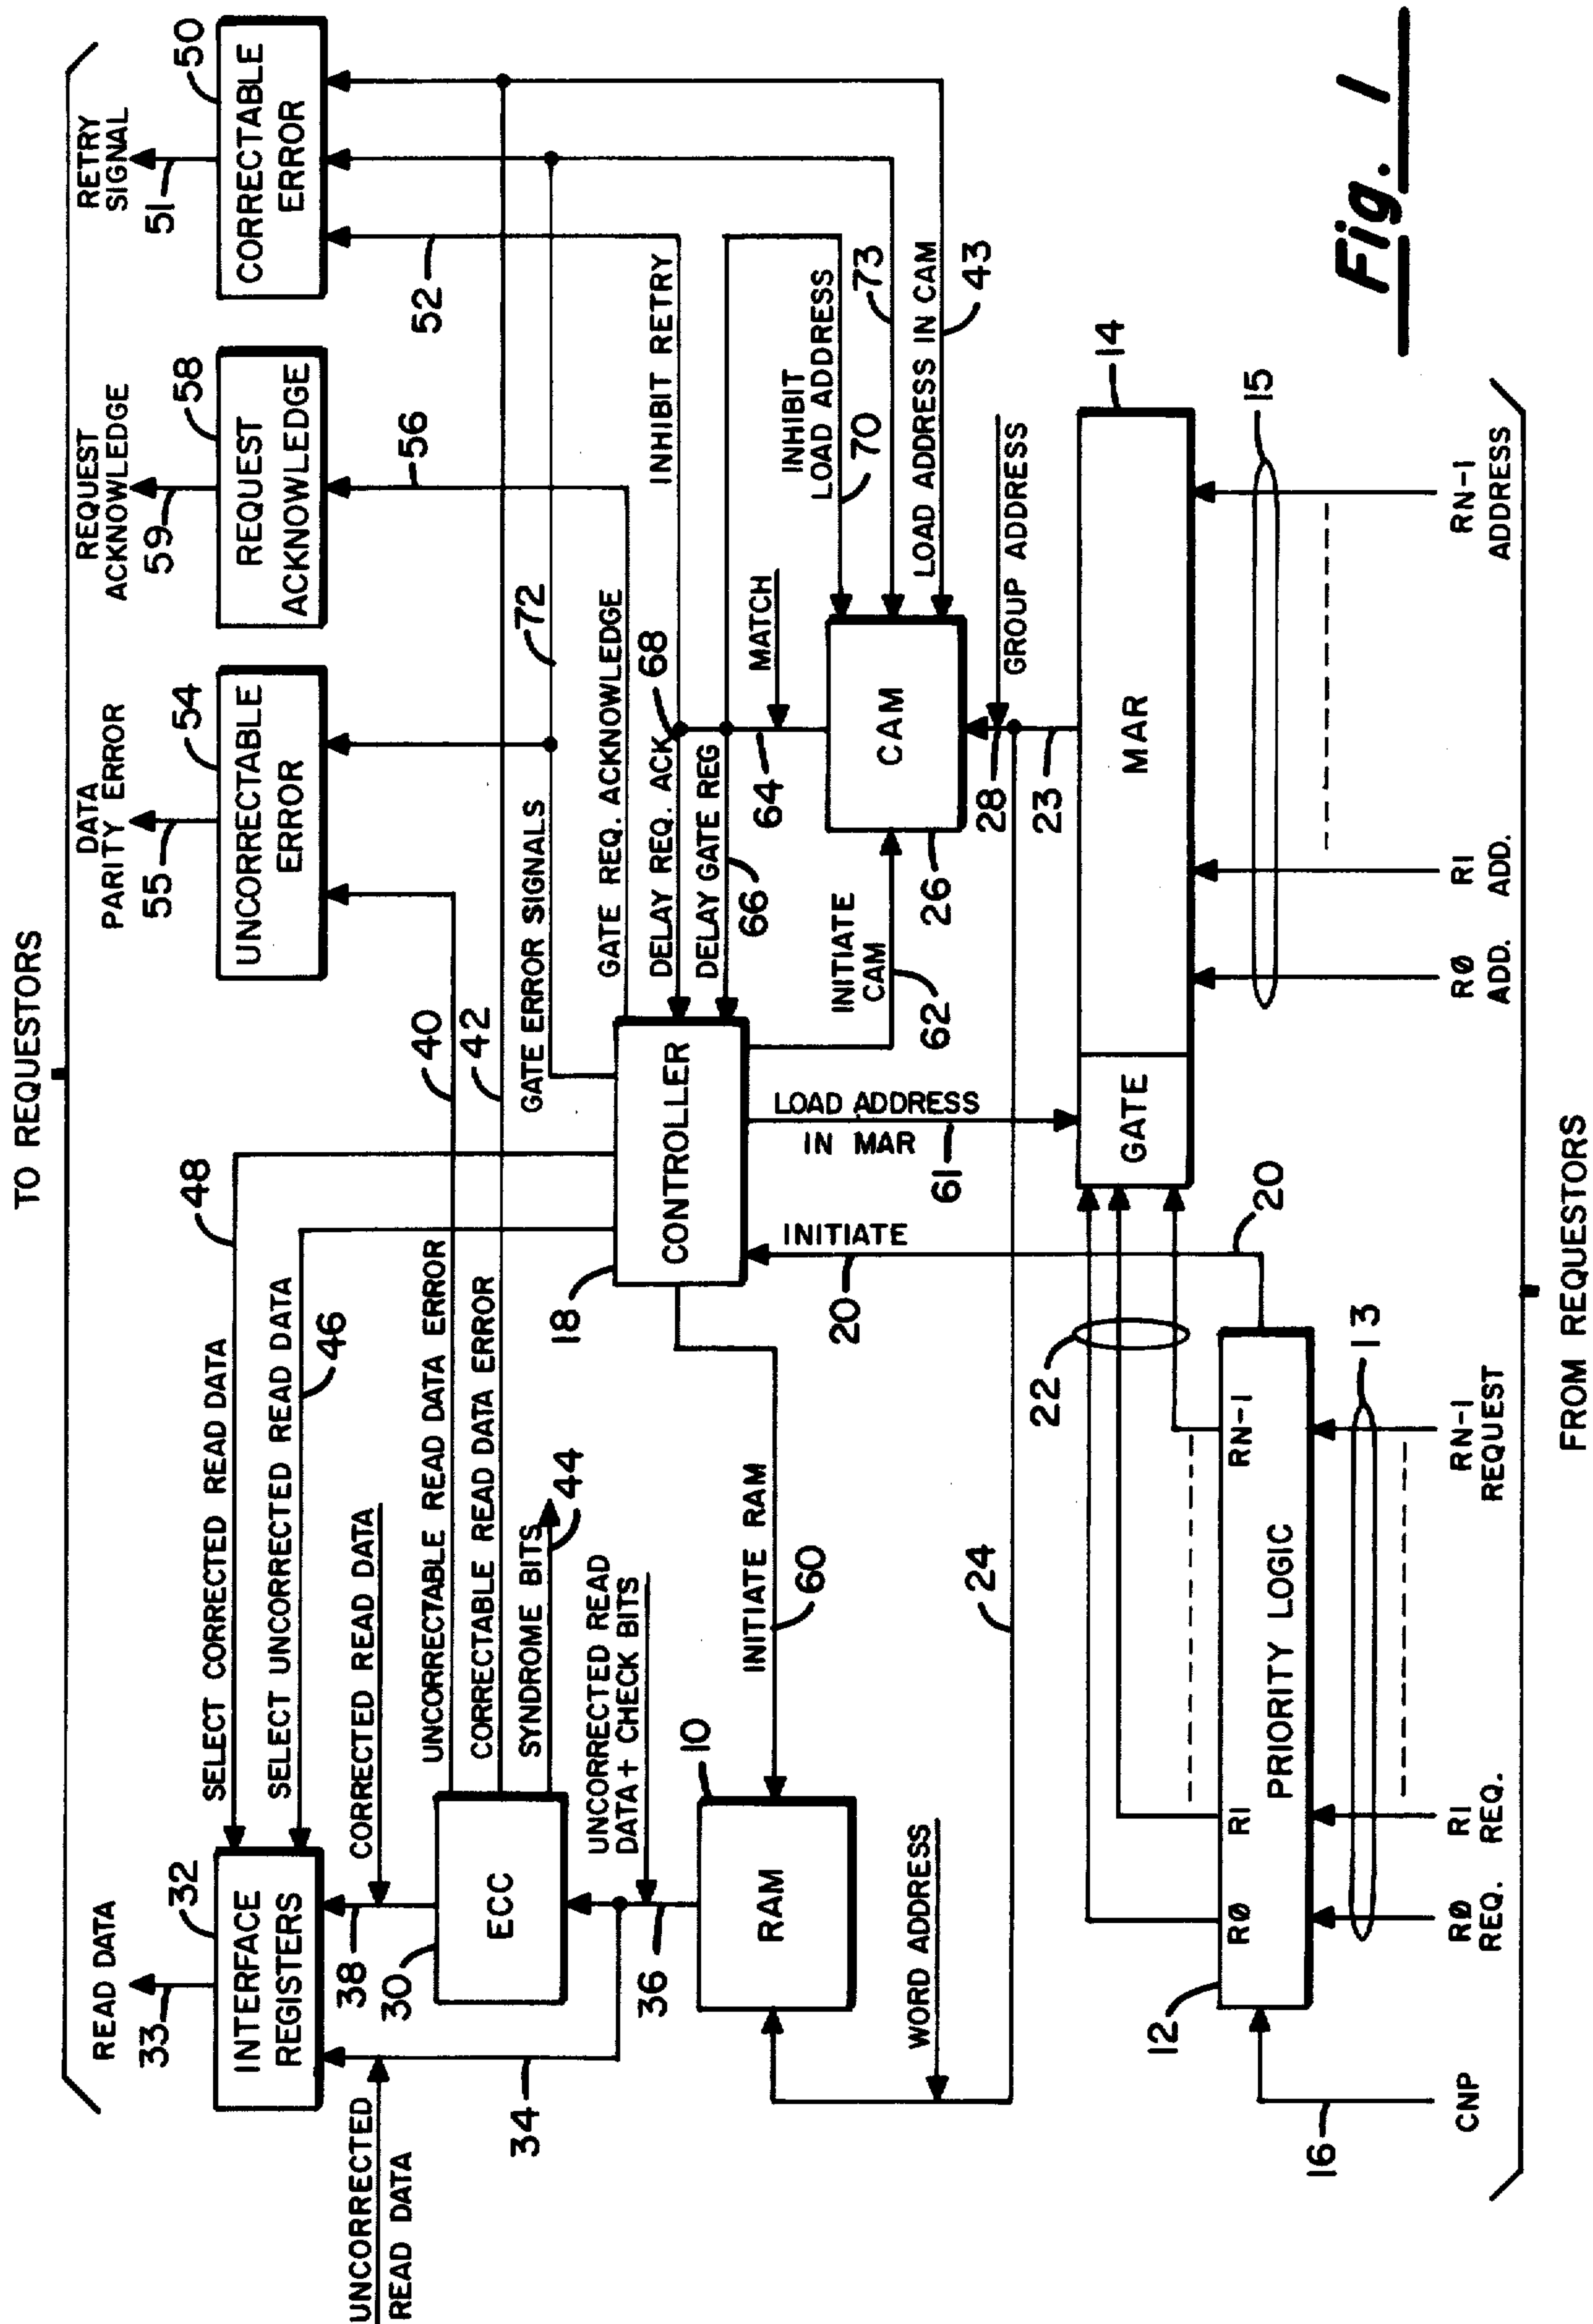 TO REQUESTORS
READ DATA
33
32
INTERFACE
REGISTERS
UNCORRECTED
READ DATA
34
38
CORRECTED READ DATA
SELECT CORRECTED READ DATA
48
SELECT UNCORRECTED READ DATA
46
30
ECC
UNCORRECTABLE READ DATA ERROR
40
CORRECTABLE READ DATA ERROR
42
SYNDROME BITS
44
36
UNCORRECTED READ
DATA + CHECK BITS
10
RAM
INITIATE RAM
60
WORD ADDRESS
24
DATA
PARITY ERROR
55
54
UNCORRECTABLE
ERROR
REQUEST
ACKNOWLEDGE
59
58
REQUEST
ACKNOWLEDGE
56
RETRY
SIGNAL
51
50
CORRECTABLE
ERROR
52
GATE ERROR SIGNALS
72
GATE REQ. ACKNOWLEDGE
DELAY REQ. ACK
68
INHIBIT RETRY
DELAY GATE REG
66
18
CONTROLLER
64
MATCH
INHIBIT
LOAD ADDRESS
70
73
LOAD ADDRESS IN CAM
43
INITIATE
CAM
62
26
CAM
28
GROUP ADDRESS
23
INITIATE
20
LOAD ADDRESS
IN MAR
61
20
22
GATE
MAR
14
15
12
RØ
R1
RN-1
PRIORITY LOGIC
13
16
CNP
RØ
REQ.
R1
REQ.
RN-1
REQUEST
RØ
ADD.
R1
ADD.
RN-1
ADDRESS
FROM REQUESTORS
Fig. 1